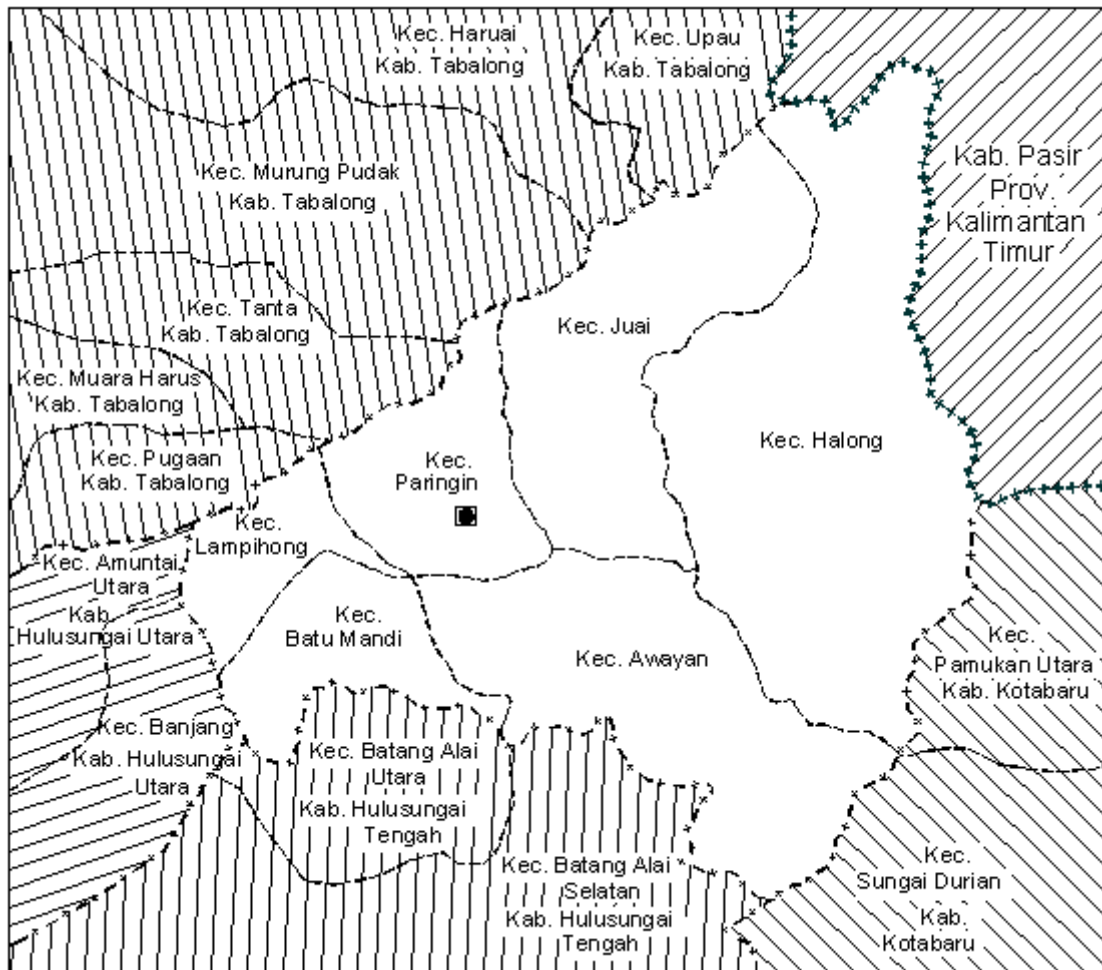 Kec. Haruai
Kab. Tabalong
Kec. Upau
Kab. Tabalong
Kec. Murung Pudak
Kab. Tabalong
Kab. Pasir
Prov.
Kalimantan
Timur
Kec. Tanta
Kab. Tabalong
Kec. Juai
Kec. Muara Harus
Kab. Tabalong
Kec. Halong
Kec. Pugaan
Kab. Tabalong
Kec.
Paringin
Kec.
Lampihong
Kec. Amuntai
Utara
Kab.
Hulusungai Utara
Kec.
Batu Mandi
Kec. Awayan
Kec.
Pamukan Utara
Kab. Kotabaru
Kec. Banjang
Kab. Hulusungai
Utara
Kec. Batang Alai
Utara
Kab. Hulusungai
Tengah
Kec. Batang Alai
Selatan
Kab. Hulusungai
Tengah
Kec.
Sungai Durian
Kab.
Kotabaru